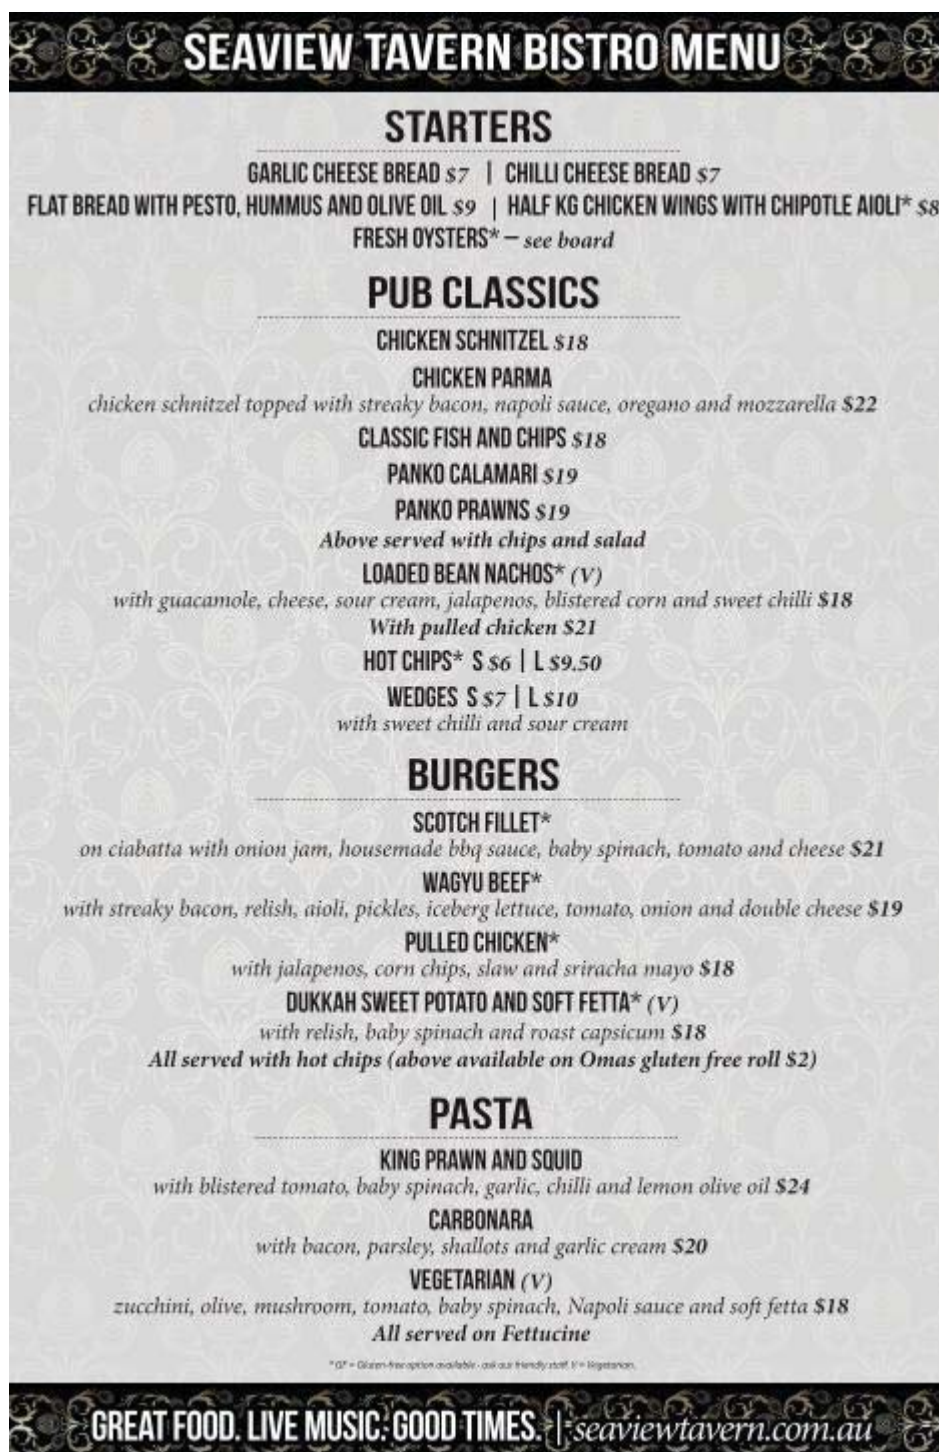 SEAVIEW TAVERN BISTRO MENU
STARTERS
GARLIC CHEESE BREAD $7 | CHILLI CHEESE BREAD $7
FLAT BREAD WITH PESTO, HUMMUS AND OLIVE OIL $9 | HALF KG CHICKEN WINGS WITH CHIPOTLE AIOLI* $8
FRESH OYSTERS* – see board
PUB CLASSICS
CHICKEN SCHNITZEL $18
CHICKEN PARMA
chicken schnitzel topped with streaky bacon, napoli sauce, oregano and mozzarella $22
CLASSIC FISH AND CHIPS $18
PANKO CALAMARI $19
PANKO PRAWNS $19
Above served with chips and salad
LOADED BEAN NACHOS* (V)
with guacamole, cheese, sour cream, jalapenos, blistered corn and sweet chilli $18
With pulled chicken $21
HOT CHIPS* S $6 | L $9.50
WEDGES S $7 | L $10
with sweet chilli and sour cream
BURGERS
SCOTCH FILLET*
on ciabatta with onion jam, housemade bbq sauce, baby spinach, tomato and cheese $21
WAGYU BEEF*
with streaky bacon, relish, aioli, pickles, iceberg lettuce, tomato, onion and double cheese $19
PULLED CHICKEN*
with jalapenos, corn chips, slaw and sriracha mayo $18
DUKKAH SWEET POTATO AND SOFT FETTA* (V)
with relish, baby spinach and roast capsicum $18
All served with hot chips (above available on Omas gluten free roll $2)
PASTA
KING PRAWN AND SQUID
with blistered tomato, baby spinach, garlic, chilli and lemon olive oil $24
CARBONARA
with bacon, parsley, shallots and garlic cream $20
VEGETARIAN (V)
zucchini, olive, mushroom, tomato, baby spinach, Napoli sauce and soft fetta $18
All served on Fettucine
* GF = Gluten-free option available - ask our friendly staff. V = Vegetarian.
GREAT FOOD. LIVE MUSIC. GOOD TIMES. | seaviewtavern.com.au